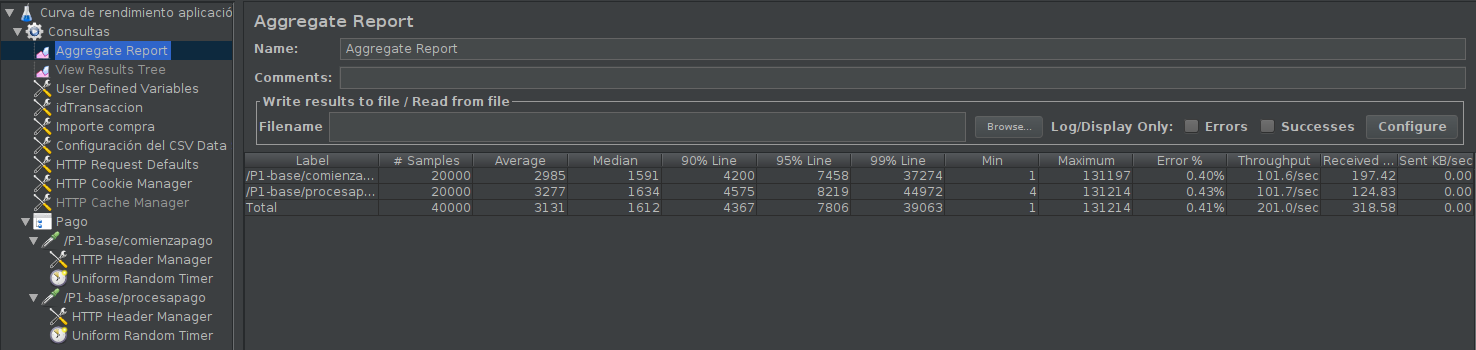 Curva de rendimiento aplicació
Consultas
Aggregate Report
View Results Tree
User Defined Variables
idTransaccion
Importe compra
Configuración del CSV Data
HTTP Request Defaults
HTTP Cookie Manager
HTTP Cache Manager
Pago
/P1-base/comienzapago
HTTP Header Manager
Uniform Random Timer
/P1-base/procesapago
HTTP Header Manager
Uniform Random Timer
Aggregate Report
Name: Aggregate Report
Comments:
Write results to file / Read from file
Filename Browse... Log/Display Only: Errors Successes Configure
Label # Samples Average Median 90% Line 95% Line 99% Line Min Maximum Error % Throughput Received ... Sent KB/sec
/P1-base/comienza... 20000 2985 1591 4200 7458 37274 1 131197 0.40% 101.6/sec 197.42 0.00
/P1-base/procesap... 20000 3277 1634 4575 8219 44972 4 131214 0.43% 101.7/sec 124.83 0.00
Total 40000 3131 1612 4367 7806 39063 1 131214 0.41% 201.0/sec 318.58 0.00